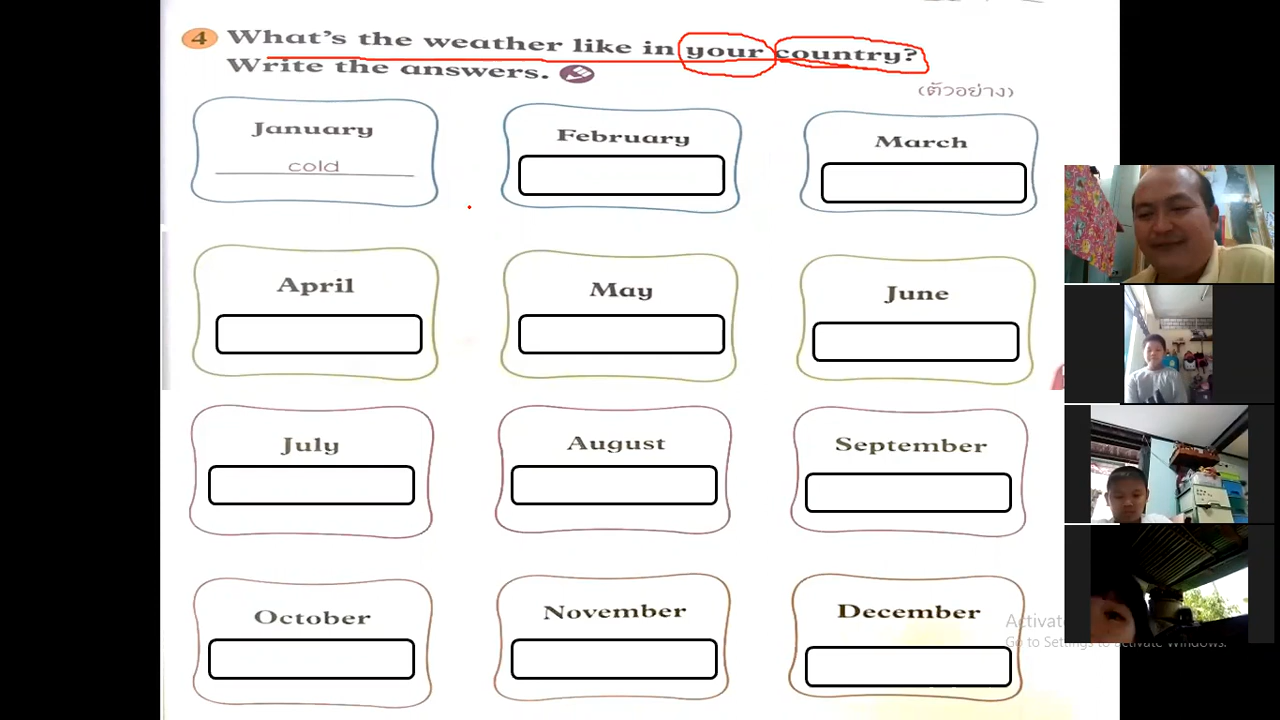 4 What's the weather like in your country?
Write the answers.
(ตัวอย่าง)
January
cold
February
March
April
May
June
July
August
September
October
November
December
Go to Settings to Activate Windows.